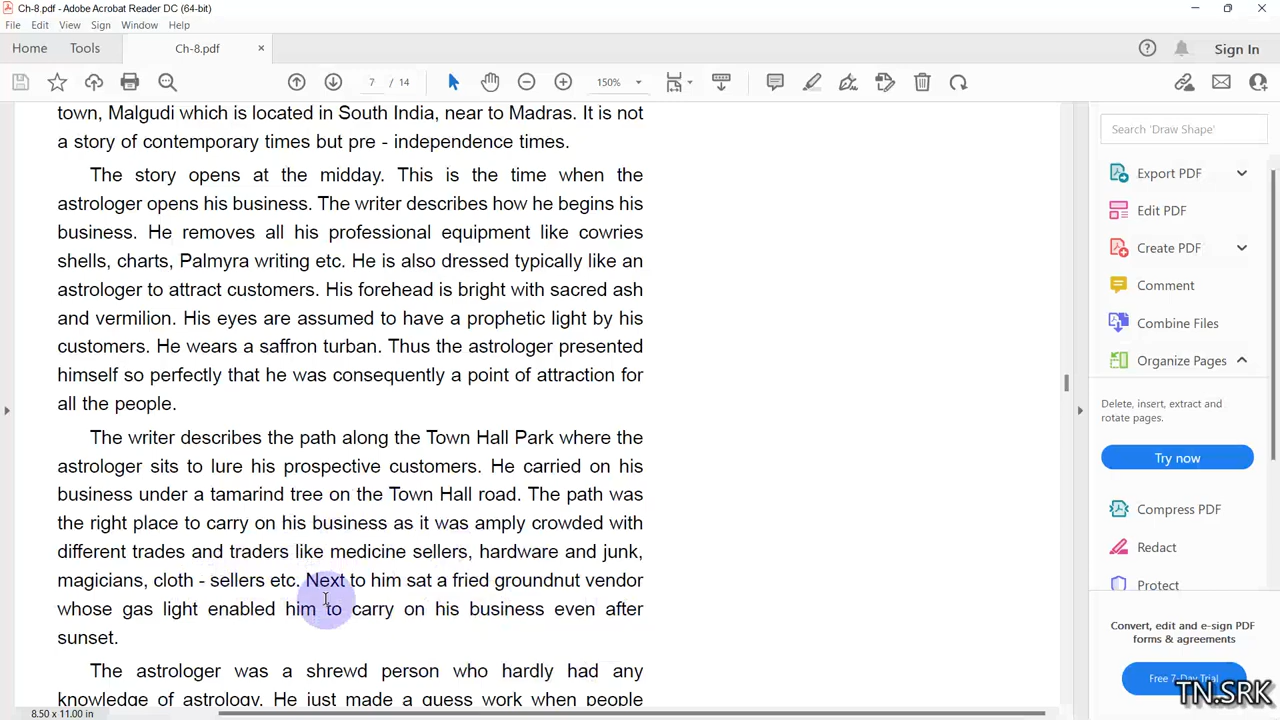 Ch-8.pdf - Adobe Acrobat Reader DC (64-bit)
File Edit View Sign Window Help
Home Tools Ch-8.pdf × Sign In
7 / 14 150%
town, Malgudi which is located in South India, near to Madras. It is not
a story of contemporary times but pre - independence times.
The story opens at the midday. This is the time when the
astrologer opens his business. The writer describes how he begins his
business. He removes all his professional equipment like cowries
shells, charts, Palmyra writing etc. He is also dressed typically like an
astrologer to attract customers. His forehead is bright with sacred ash
and vermilion. His eyes are assumed to have a prophetic light by his
customers. He wears a saffron turban. Thus the astrologer presented
himself so perfectly that he was consequently a point of attraction for
all the people.
The writer describes the path along the Town Hall Park where the
astrologer sits to lure his prospective customers. He carried on his
business under a tamarind tree on the Town Hall road. The path was
the right place to carry on his business as it was amply crowded with
different trades and traders like medicine sellers, hardware and junk,
magicians, cloth - sellers etc. Next to him sat a fried groundnut vendor
whose gas light enabled him to carry on his business even after
sunset.
The astrologer was a shrewd person who hardly had any
knowledge of astrology. He just made a guess work when people
8.50 x 11.00 in
Search 'Draw Shape'
Export PDF
Edit PDF
Create PDF
Comment
Combine Files
Organize Pages
Delete, insert, extract and
rotate pages.
Try now
Compress PDF
Redact
Protect
Convert, edit and e-sign PDF
forms & agreements
Free 7-Day Trial
TN.SRK